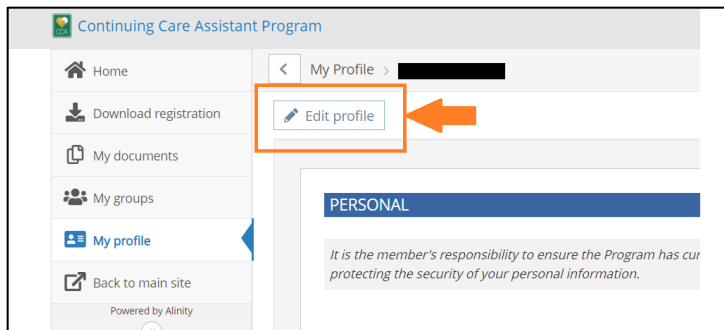 Continuing Care Assistant Program
Home
Download registration
My documents
My groups
My profile
Back to main site
Powered by Alinity
My Profile >
Edit profile
PERSONAL
It is the member's responsibility to ensure the Program has cur
protecting the security of your personal information.